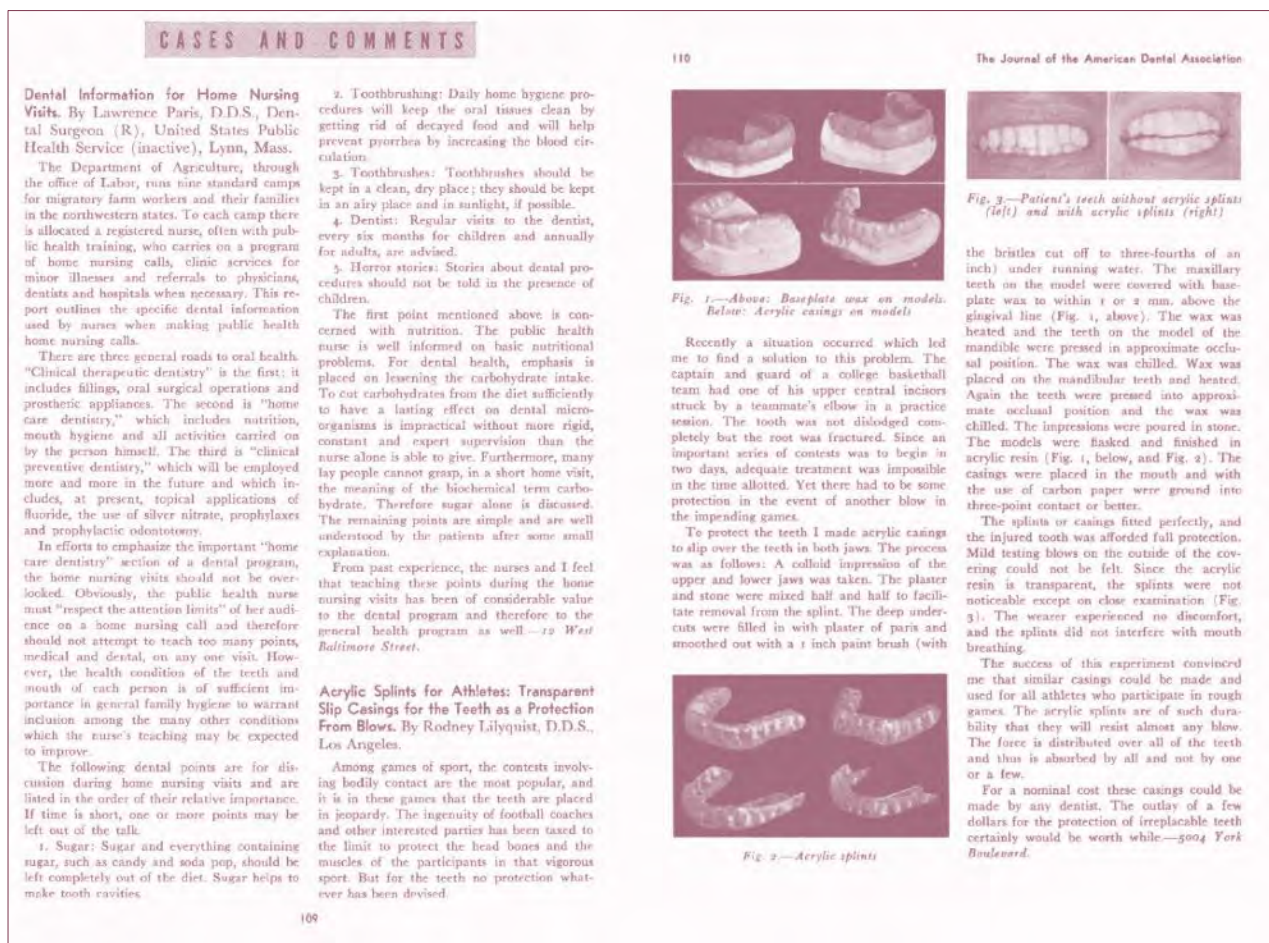 CASES AND COMMENTS
Dental Information for Home Nursing
Visits. By Lawrence Paris, D.D.S., Den-
tal Surgeon (R), United States Public
Health Service (inactive), Lynn, Mass.
The Department of Agriculture, through
the office of Labor, runs nine standard camps
for migratory farm workers and their families
in the northwestern states. To each camp there
is allocated a registered nurse, often with pub-
lic health training, who carries on a program
of home nursing calls, clinic services for
minor illnesses and referrals to physicians,
dentists and hospitals when necessary. This re-
port outlines the specific dental information
used by nurses when making public health
home nursing calls.
There are three general roads to oral health.
"Clinical therapeutic dentistry" is the first; it
includes fillings, oral surgical operations and
prosthetic appliances. The second is "home
care dentistry," which includes nutrition,
mouth hygiene and all activities carried on
by the person himself. The third is "clinical
preventive dentistry," which will be employed
more and more in the future and which in-
cludes, at present, topical applications of
fluoride, the use of silver nitrate, prophylaxes
and prophylactic odontotomy.
In efforts to emphasize the important "home
care dentistry" section of a dental program,
the home nursing visits should not be over-
looked. Obviously, the public health nurse
must "respect the attention limits" of her audi-
ence on a home nursing call and therefore
should not attempt to teach too many points,
medical and dental, on any one visit. How-
ever, the health condition of the teeth and
mouth of each person is of sufficient im-
portance in general family hygiene to warrant
inclusion among the many other conditions
which the nurse's teaching may be expected
to improve.
The following dental points are for dis-
cussion during home nursing visits and are
listed in the order of their relative importance.
If time is short, one or more points may be
left out of the talk.
1. Sugar: Sugar and everything containing
sugar, such as candy and soda pop, should be
left completely out of the diet. Sugar helps to
make tooth cavities.
2. Toothbrushing: Daily home hygiene pro-
cedures will keep the oral tissues clean by
getting rid of decayed food and will help
prevent pyorrhea by increasing the blood cir-
culation.
3. Toothbrushes: Toothbrushes should be
kept in a clean, dry place; they should be kept
in an airy place and in sunlight, if possible.
4. Dentist: Regular visits to the dentist,
every six months for children and annually
for adults, are advised.
5. Horror stories: Stories about dental pro-
cedures should not be told in the presence of
children.
The first point mentioned above is con-
cerned with nutrition. The public health
nurse is well informed on basic nutritional
problems. For dental health, emphasis is
placed on lessening the carbohydrate intake.
To cut carbohydrates from the diet sufficiently
to have a lasting effect on dental micro-
organisms is impractical without more rigid,
constant and expert supervision than the
nurse alone is able to give. Furthermore, many
lay people cannot grasp, in a short home visit,
the meaning of the biochemical term carbo-
hydrate. Therefore sugar alone is discussed.
The remaining points are simple and are well
understood by the patients after some small
explanation.
From past experience, the nurses and I feel
that teaching these points during the home
nursing visits has been of considerable value
to the dental program and therefore to the
general health program as well.—12 West
Baltimore Street.
Acrylic Splints for Athletes: Transparent
Slip Casings for the Teeth as a Protection
From Blows. By Rodney Lilyquist, D.D.S.,
Los Angeles.
Among games of sport, the contests involv-
ing bodily contact are the most popular, and
it is in these games that the teeth are placed
in jeopardy. The ingenuity of football coaches
and other interested parties has been taxed to
the limit to protect the head bones and the
muscles of the participants in that vigorous
sport. But for the teeth no protection what-
ever has been devised.
109
110
The Journal of the American Dental Association
Fig. 1.—Above: Baseplate wax on models.
Below: Acrylic casings on models
Recently a situation occurred which led
me to find a solution to this problem. The
captain and guard of a college basketball
team had one of his upper central incisors
struck by a teammate's elbow in a practice
session. The tooth was not dislodged com-
pletely but the root was fractured. Since an
important series of contests was to begin in
two days, adequate treatment was impossible
in the time allotted. Yet there had to be some
protection in the event of another blow in
the impending games.
To protect the teeth I made acrylic casings
to slip over the teeth in both jaws. The process
was as follows: A colloid impression of the
upper and lower jaws was taken. The plaster
and stone were mixed half and half to facili-
tate removal from the splint. The deep under-
cuts were filled in with plaster of paris and
smoothed out with a 1 inch paint brush (with
Fig. 2.—Acrylic splints
Fig. 3.—Patient's teeth without acrylic splints
(left) and with acrylic splints (right)
the bristles cut off to three-fourths of an
inch) under running water. The maxillary
teeth on the model were covered with base-
plate wax to within 1 or 2 mm. above the
gingival line (Fig. 1, above). The wax was
heated and the teeth on the model of the
mandible were pressed in approximate occlu-
sal position. The wax was chilled. Wax was
placed on the mandibular teeth and heated.
Again the teeth were pressed into approxi-
mate occlusal position and the wax was
chilled. The impressions were poured in stone.
The models were flasked and finished in
acrylic resin (Fig. 1, below, and Fig. 2). The
casings were placed in the mouth and with
the use of carbon paper were ground into
three-point contact or better.
The splints or casings fitted perfectly, and
the injured tooth was afforded full protection.
Mild testing blows on the outside of the cov-
ering could not be felt. Since the acrylic
resin is transparent, the splints were not
noticeable except on close examination (Fig.
3). The wearer experienced no discomfort,
and the splints did not interfere with mouth
breathing.
The success of this experiment convinced
me that similar casings could be made and
used for all athletes who participate in rough
games. The acrylic splints are of such dura-
bility that they will resist almost any blow.
The force is distributed over all of the teeth
and thus is absorbed by all and not by one
or a few.
For a nominal cost these casings could be
made by any dentist. The outlay of a few
dollars for the protection of irreplacable teeth
certainly would be worth while.—5004 York
Boulevard.